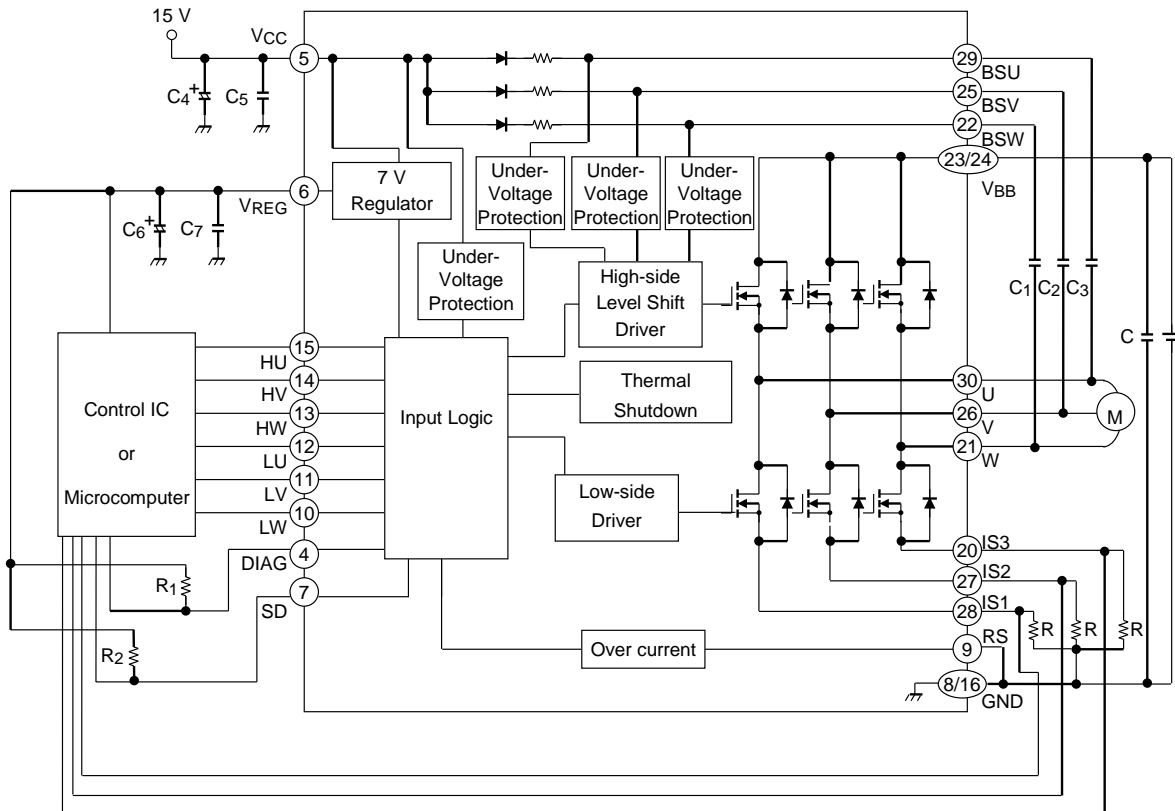 15 V
VCC
5
C4
+
C5
29
BSU
25
BSV
22
BSW
23/24
VBB
6
VREG
C6
+
C7
7 V
Regulator
Under-
Voltage
Protection
Under-
Voltage
Protection
Under-
Voltage
Protection
Under-
Voltage
Protection
High-side
Level Shift
Driver
C1
C2
C3
C
Control IC
or
Microcomputer
15
HU
14
HV
13
HW
12
LU
11
LV
10
LW
4
DIAG
7
SD
Input Logic
Thermal
Shutdown
Low-side
Driver
30
U
26
V
21
W
M
R1
R2
20
IS3
27
IS2
28
IS1
R
R
R
Over current
9
RS
8/16
GND